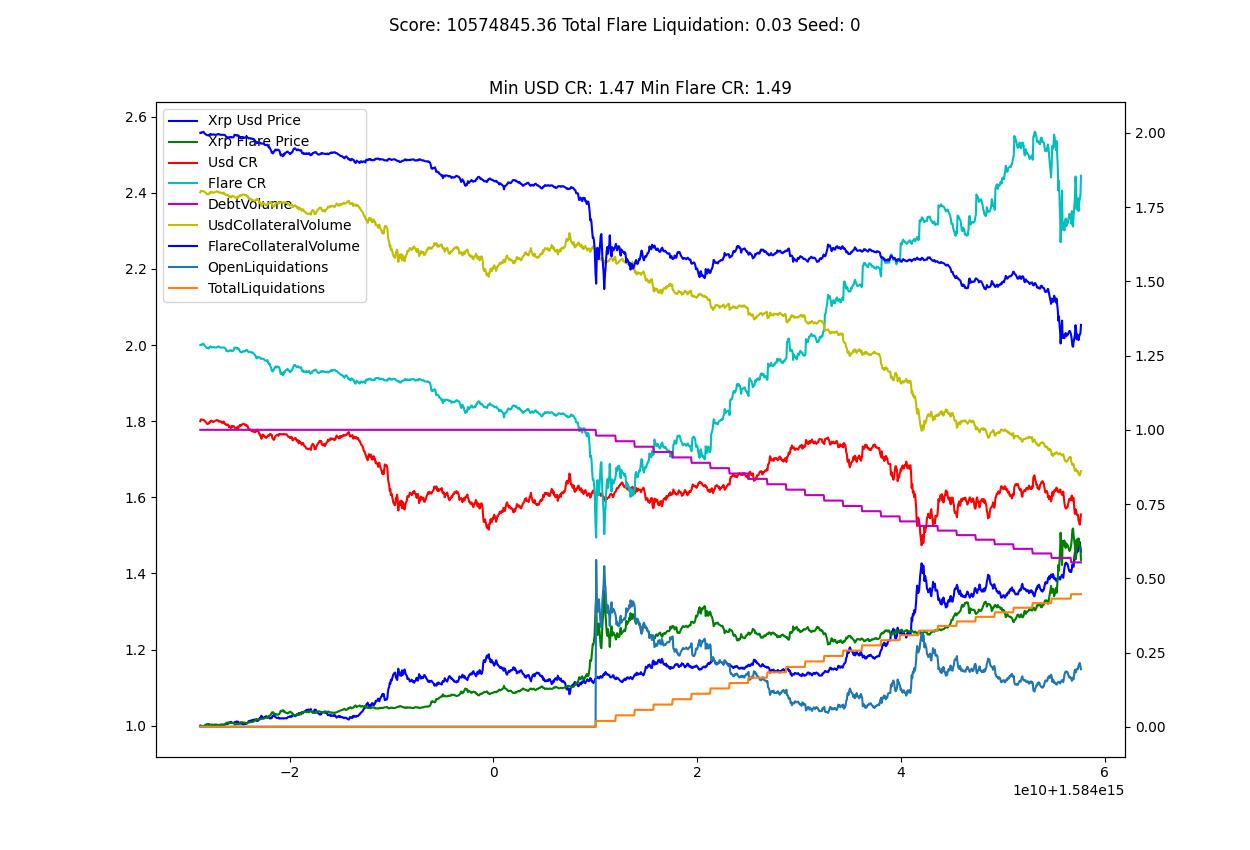 Score: 10574845.36 Total Flare Liquidation: 0.03 Seed: 0
Min USD CR: 1.47 Min Flare CR: 1.49
Xrp Usd Price
Xrp Flare Price
Usd CR
Flare CR
DebtVolume
UsdCollateralVolume
FlareCollateralVolume
OpenLiquidations
TotalLiquidations
2.6
2.4
2.2
2.0
1.8
1.6
1.4
1.2
1.0
2.00
1.75
1.50
1.25
1.00
0.75
0.50
0.25
0.00
−2 0 2 4 6
1e10+1.584e15